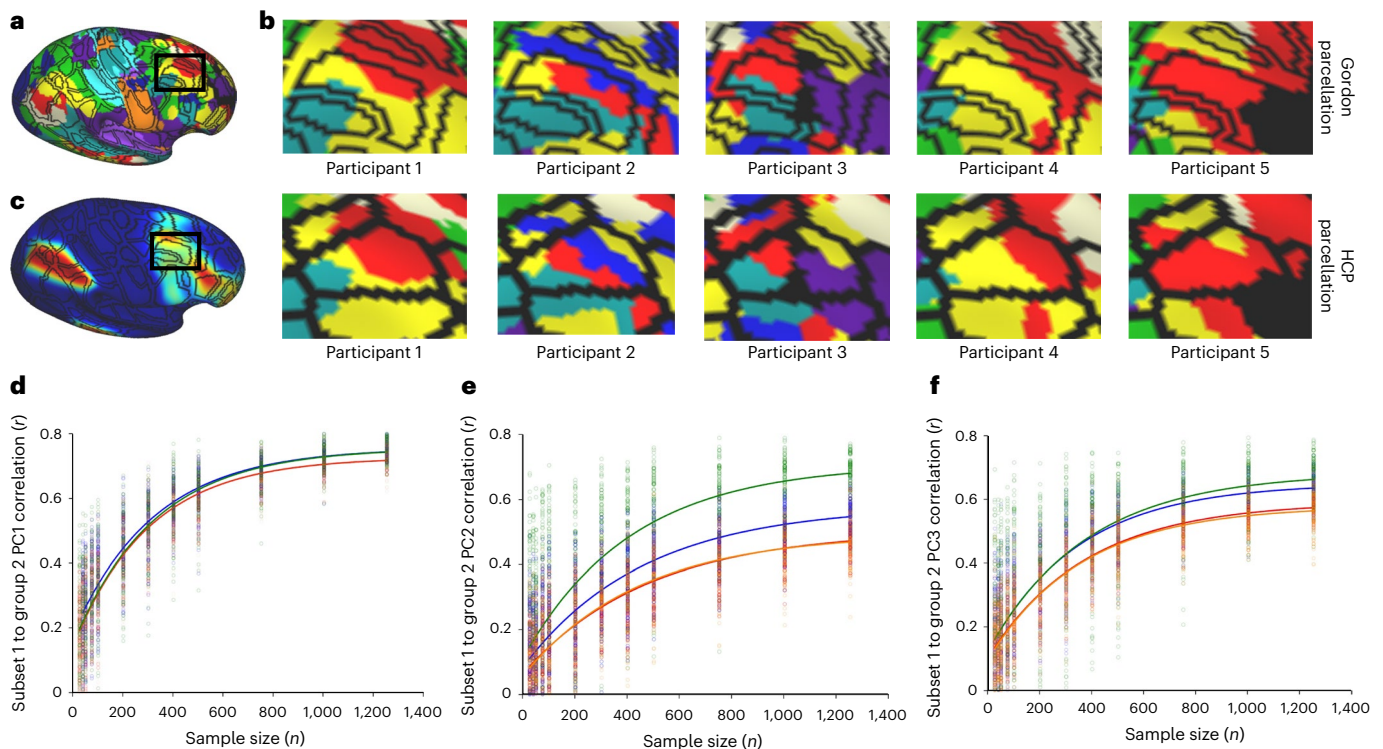 a
b
Gordon
parcellation
Participant 1
Participant 2
Participant 3
Participant 4
Participant 5
c
HCP
parcellation
Participant 1
Participant 2
Participant 3
Participant 4
Participant 5
d
Subset 1 to group 2 PC1 correlation (r)
0.8
0.6
0.4
0.2
0
0 200 400 600 800 1,000 1,200 1,400
Sample size (n)
e
Subset 1 to group 2 PC2 correlation (r)
0.8
0.6
0.4
0.2
0
0 200 400 600 800 1,000 1,200 1,400
Sample size (n)
f
Subset 1 to group 2 PC3 correlation (r)
0.8
0.6
0.4
0.2
0
0 200 400 600 800 1,000 1,200 1,400
Sample size (n)